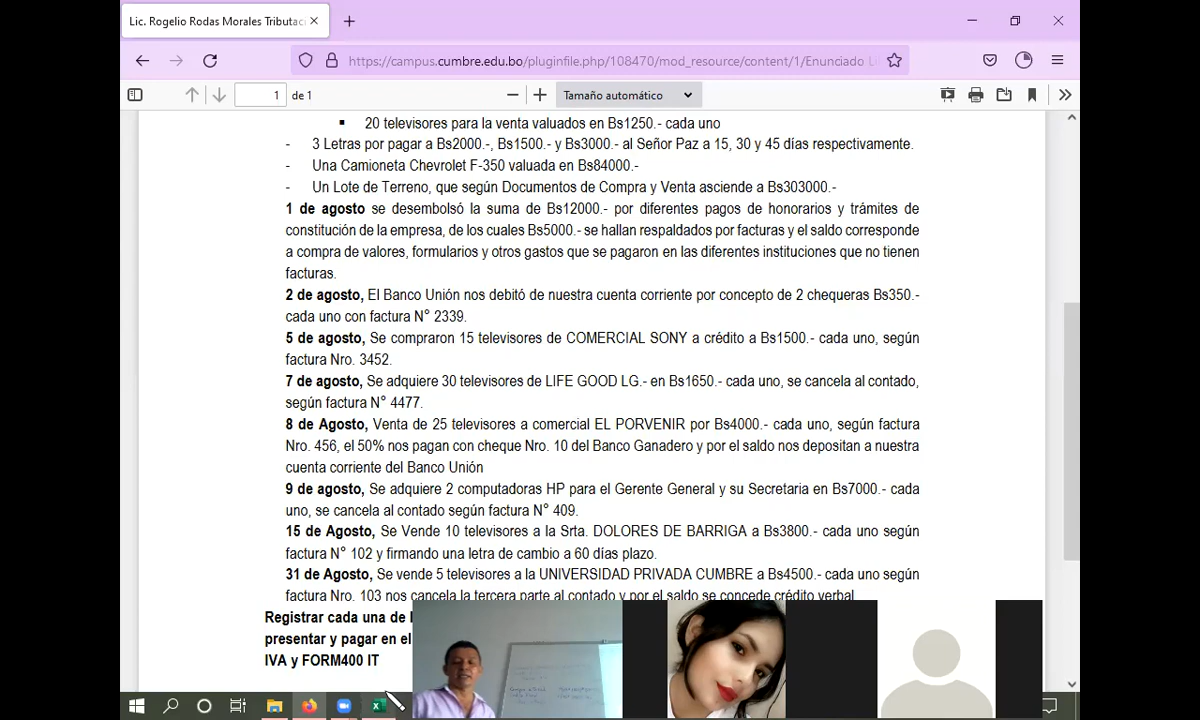 Lic. Rogelio Rodas Morales Tributac
https://campus.cumbre.edu.bo/pluginfile.php/108470/mod_resource/content/1/Enunciado L
1 de 1
Tamaño automático
▪ 20 televisores para la venta valuados en Bs1250.- cada uno
- 3 Letras por pagar a Bs2000.-, Bs1500.- y Bs3000.- al Señor Paz a 15, 30 y 45 días respectivamente.
- Una Camioneta Chevrolet F-350 valuada en Bs84000.-
- Un Lote de Terreno, que según Documentos de Compra y Venta asciende a Bs303000.-
1 de agosto se desembolsó la suma de Bs12000.- por diferentes pagos de honorarios y trámites de
constitución de la empresa, de los cuales Bs5000.- se hallan respaldados por facturas y el saldo corresponde
a compra de valores, formularios y otros gastos que se pagaron en las diferentes instituciones que no tienen
facturas.
2 de agosto, El Banco Unión nos debitó de nuestra cuenta corriente por concepto de 2 chequeras Bs350.-
cada uno con factura N° 2339.
5 de agosto, Se compraron 15 televisores de COMERCIAL SONY a crédito a Bs1500.- cada uno, según
factura Nro. 3452.
7 de agosto, Se adquiere 30 televisores de LIFE GOOD LG.- en Bs1650.- cada uno, se cancela al contado,
según factura N° 4477.
8 de Agosto, Venta de 25 televisores a comercial EL PORVENIR por Bs4000.- cada uno, según factura
Nro. 456, el 50% nos pagan con cheque Nro. 10 del Banco Ganadero y por el saldo nos depositan a nuestra
cuenta corriente del Banco Unión
9 de agosto, Se adquiere 2 computadoras HP para el Gerente General y su Secretaria en Bs7000.- cada
uno, se cancela al contado según factura N° 409.
15 de Agosto, Se Vende 10 televisores a la Srta. DOLORES DE BARRIGA a Bs3800.- cada uno según
factura N° 102 y firmando una letra de cambio a 60 días plazo.
31 de Agosto, Se vende 5 televisores a la UNIVERSIDAD PRIVADA CUMBRE a Bs4500.- cada uno según
factura Nro. 103 nos cancela la tercera parte al contado y por el saldo se concede crédito verbal
Registrar cada una de l
presentar y pagar en el
IVA y FORM400 IT